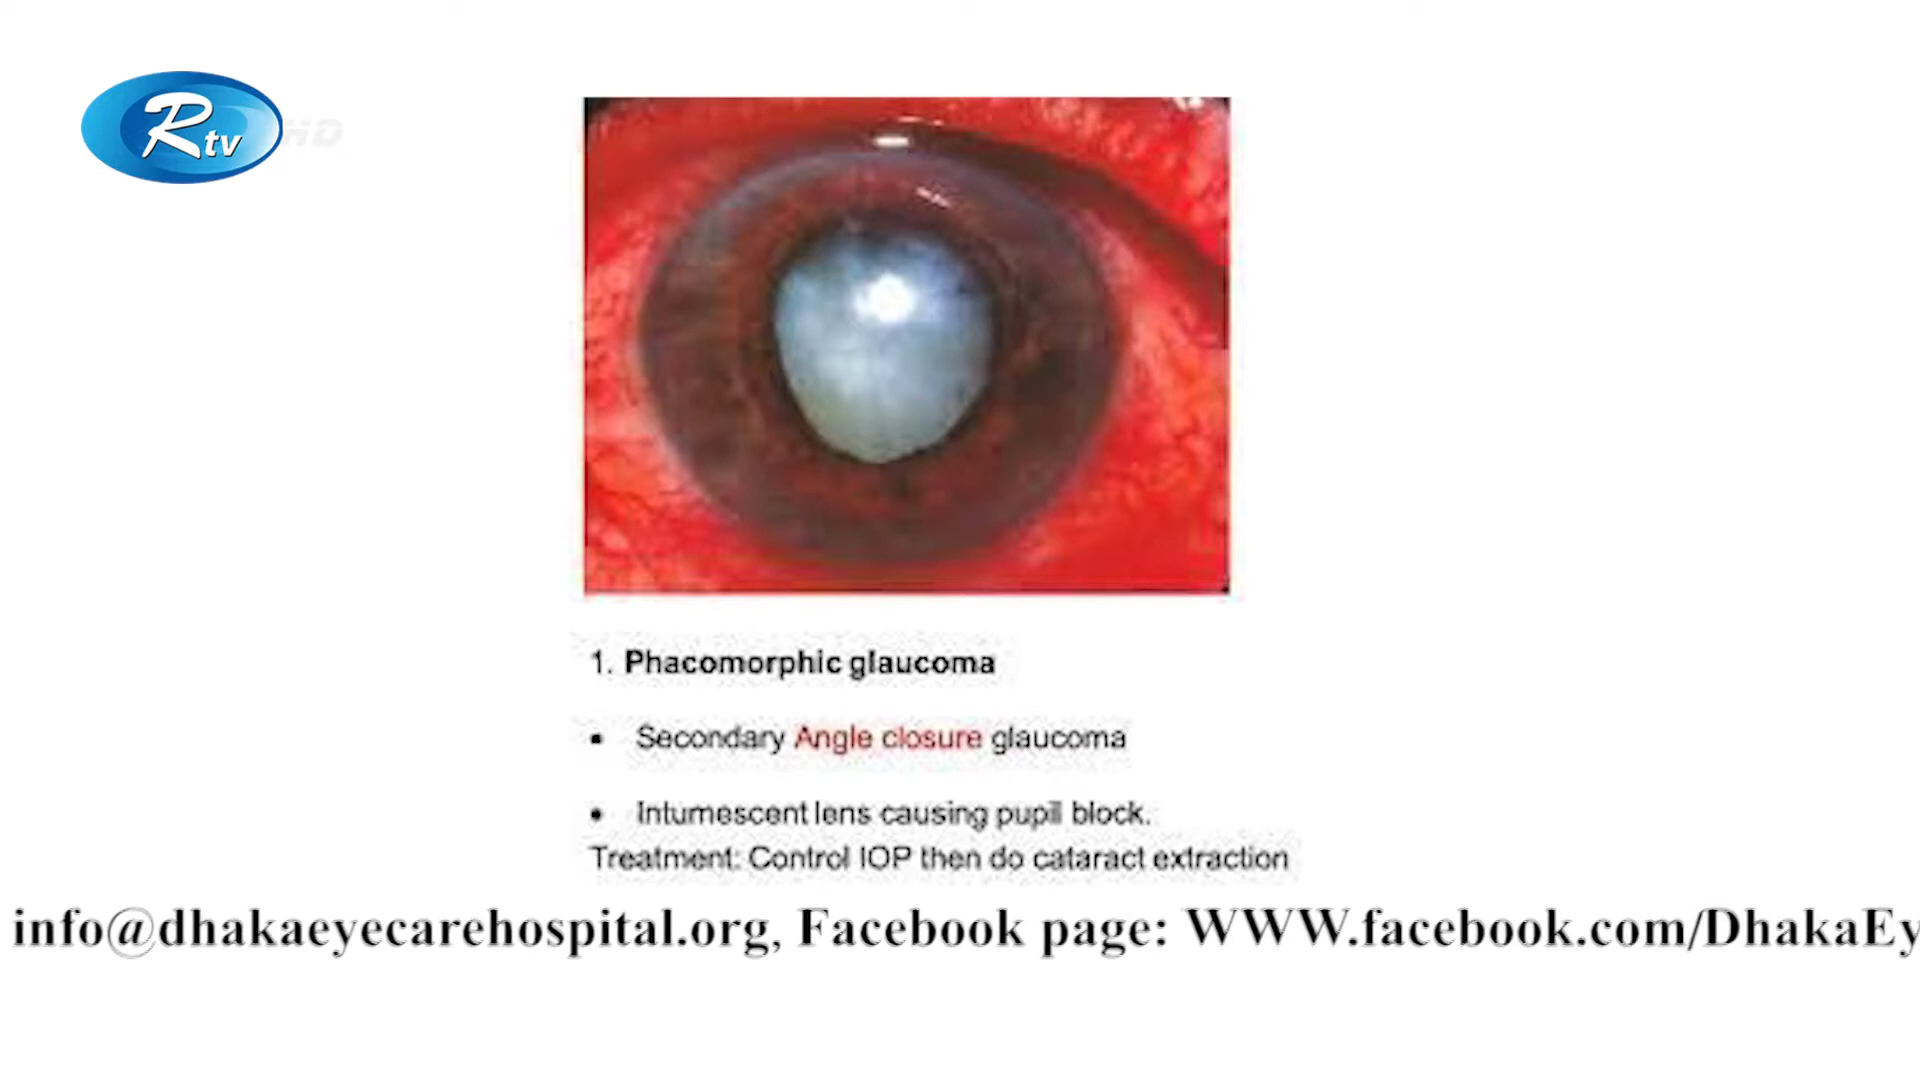 Rtv HD
1. Phacomorphic glaucoma
• Secondary Angle closure glaucoma
• Intumescent lens causing pupil block.
Treatment: Control IOP then do cataract extraction
info@dhakaeyecarehospital.org, Facebook page: WWW.facebook.com/DhakaEy